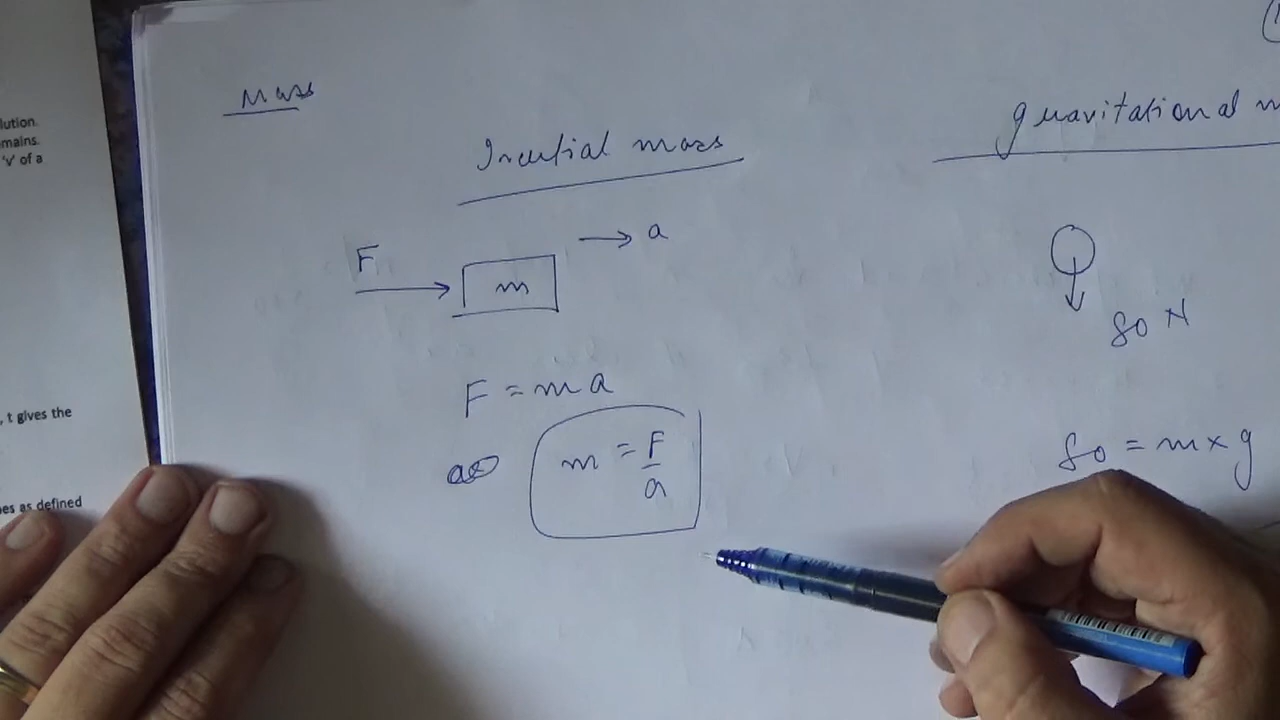 lution.
mains.
'v' of a
, t gives the
es as defined
Mass
Inertial mass
F
m
→ a
F = ma
m = F/a
gravitational m
80 N
80 = m × g